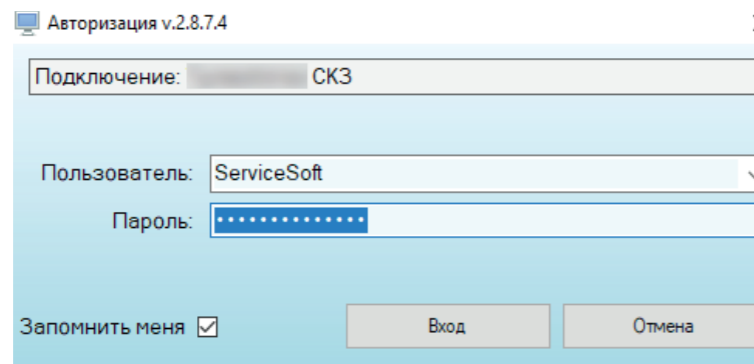 Авторизация v.2.8.7.4
Подключение: СКЗ
Пользователь: ServiceSoft
Пароль: ••••••••••••••
Запомнить меня
Вход
Отмена